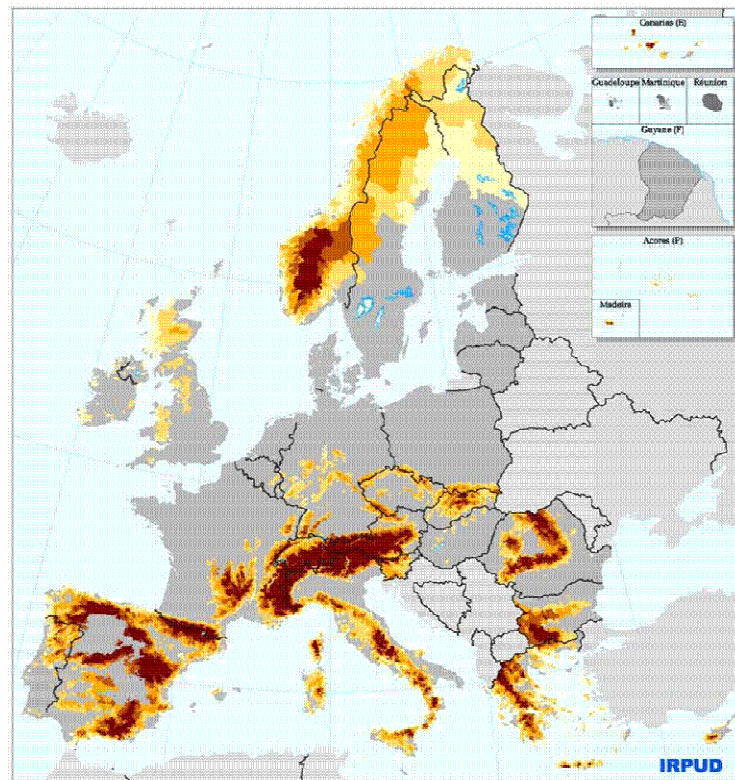 Canarias (E)
Guadeloupe Martinique Réunion
Guyane (F)
Acores (P)
Madeira
IRPUD